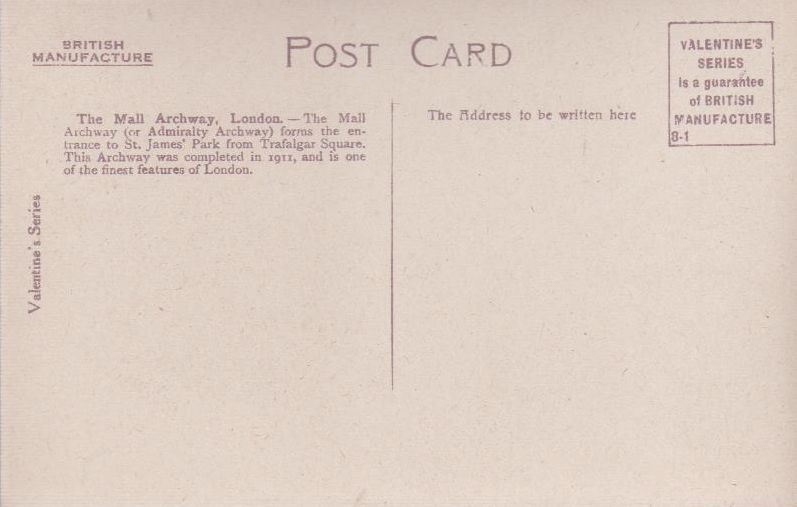 BRITISH
MANUFACTURE
POST CARD
VALENTINE'S
SERIES
is a guarantee
of BRITISH
MANUFACTURE
8-1
The Mall Archway, London. — The Mall
Archway (or Admiralty Archway) forms the en-
trance to St. James' Park from Trafalgar Square.
This Archway was completed in 1911, and is one
of the finest features of London.
The Address to be written here
Valentine's Series